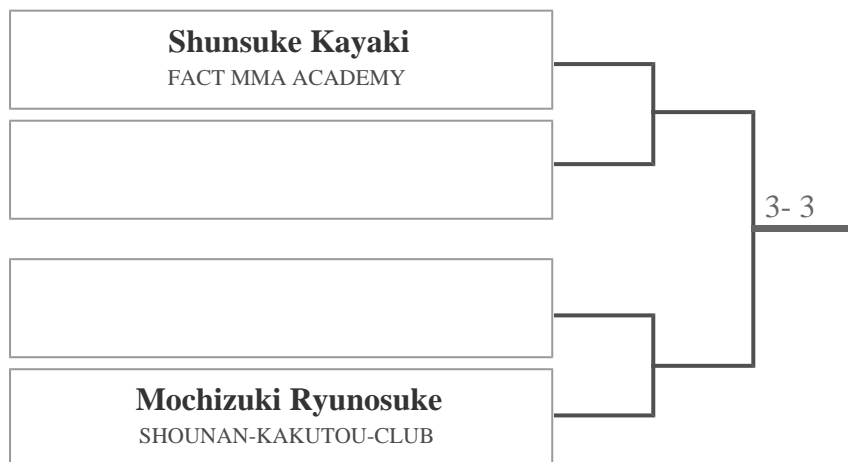 Shunsuke Kayaki
FACT MMA ACADEMY
3- 3
Mochizuki Ryunosuke
SHOUNAN-KAKUTOU-CLUB